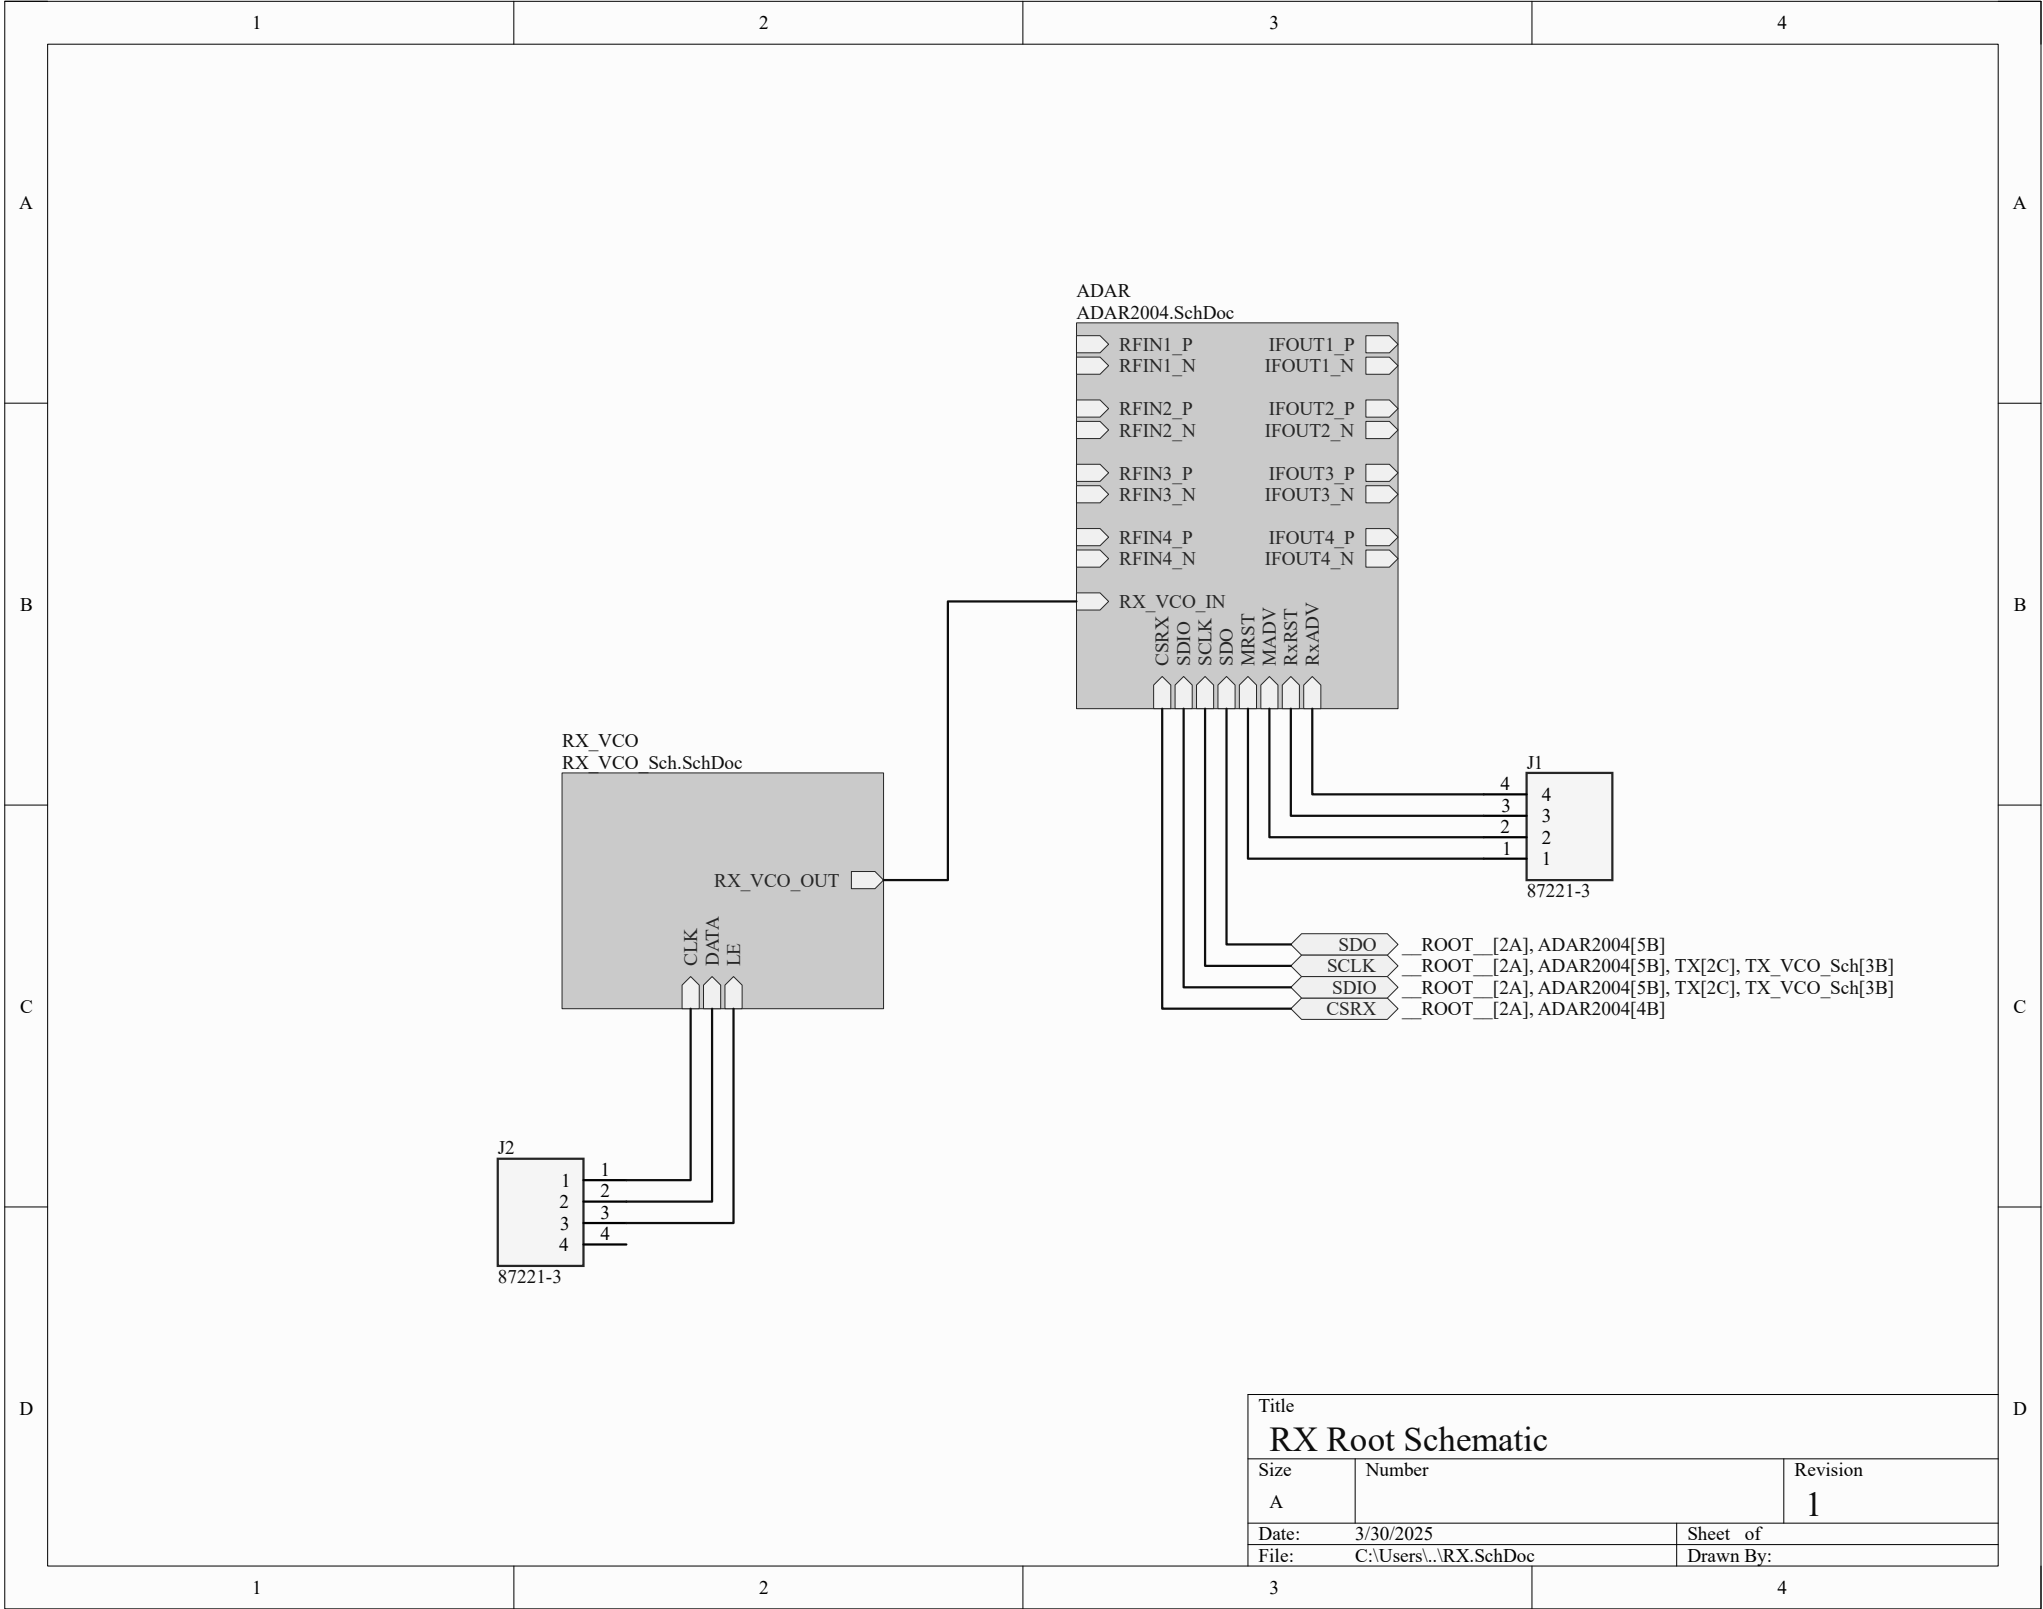 1 2 3 4
A A
ADAR
ADAR2004.SchDoc
RFIN1_P IFOUT1_P
RFIN1_N IFOUT1_N
RFIN2_P IFOUT2_P
RFIN2_N IFOUT2_N
RFIN3_P IFOUT3_P
RFIN3_N IFOUT3_N
RFIN4_P IFOUT4_P
RFIN4_N IFOUT4_N
B B
RX_VCO_IN
CSRX
SDIO
SCLK
SDO
MRST
MADV
RxRST
RxADV
RX_VCO
RX_VCO_Sch.SchDoc
J1
4 4
3 3
2 2
1 1
87221-3
RX_VCO_OUT
CLK
DATA
LE
SDO __ROOT__[2A], ADAR2004[5B]
SCLK __ROOT__[2A], ADAR2004[5B], TX[2C], TX_VCO_Sch[3B]
SDIO __ROOT__[2A], ADAR2004[5B], TX[2C], TX_VCO_Sch[3B]
CSRX __ROOT__[2A], ADAR2004[4B]
C C
J2
1 1
2 2
3 3
4 4
87221-3
D D
Title
RX Root Schematic
Size Number Revision
A 1
Date: 3/30/2025 Sheet of
File: C:\Users\..\RX.SchDoc Drawn By:
1 2 3 4